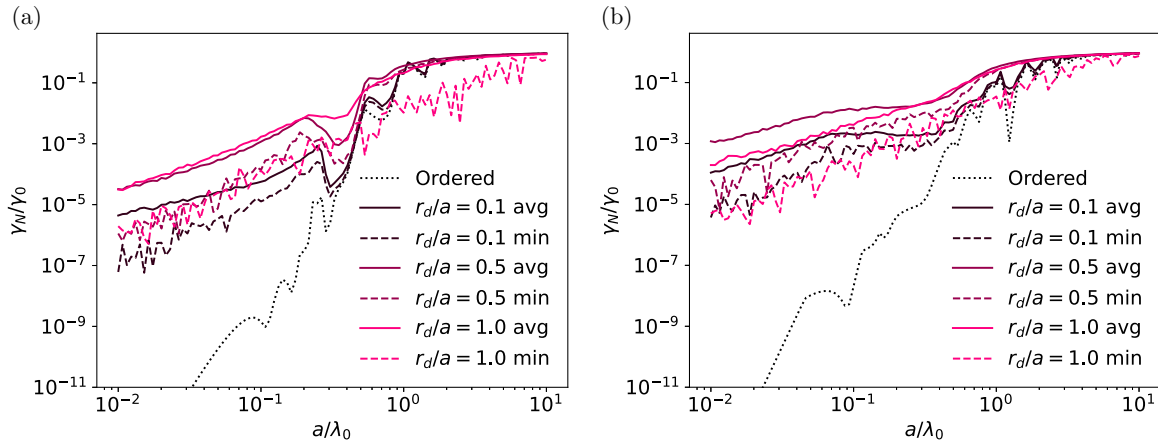 (a)
γ_N/γ_0
10^{-1}
10^{-3}
10^{-5}
10^{-7}
10^{-9}
10^{-11}
10^{-2}
10^{-1}
10^0
10^1
a/λ_0
Ordered
r_d/a = 0.1 avg
r_d/a = 0.1 min
r_d/a = 0.5 avg
r_d/a = 0.5 min
r_d/a = 1.0 avg
r_d/a = 1.0 min
(b)
γ_N/γ_0
10^{-1}
10^{-3}
10^{-5}
10^{-7}
10^{-9}
10^{-11}
10^{-2}
10^{-1}
10^0
10^1
a/λ_0
Ordered
r_d/a = 0.1 avg
r_d/a = 0.1 min
r_d/a = 0.5 avg
r_d/a = 0.5 min
r_d/a = 1.0 avg
r_d/a = 1.0 min